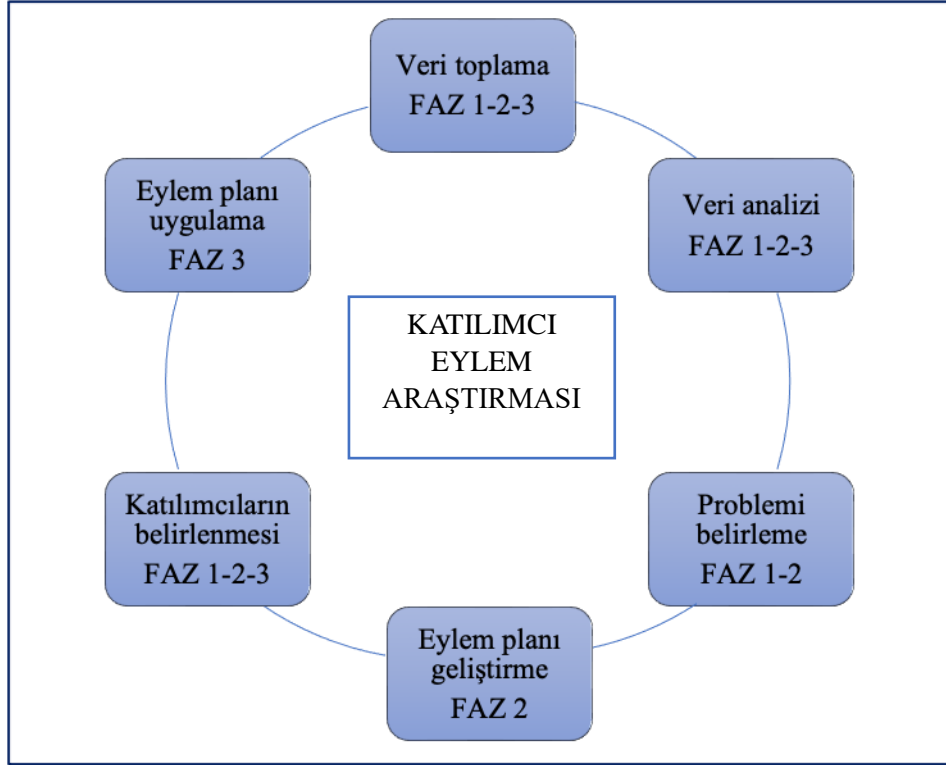 Veri toplama
FAZ 1-2-3
Veri analizi
FAZ 1-2-3
Problemi
belirleme
FAZ 1-2
Eylem planı
geliştirme
FAZ 2
Katılımcıların
belirlenmesi
FAZ 1-2-3
Eylem planı
uygulama
FAZ 3
KATILIMCI
EYLEM
ARAŞTIRMASI